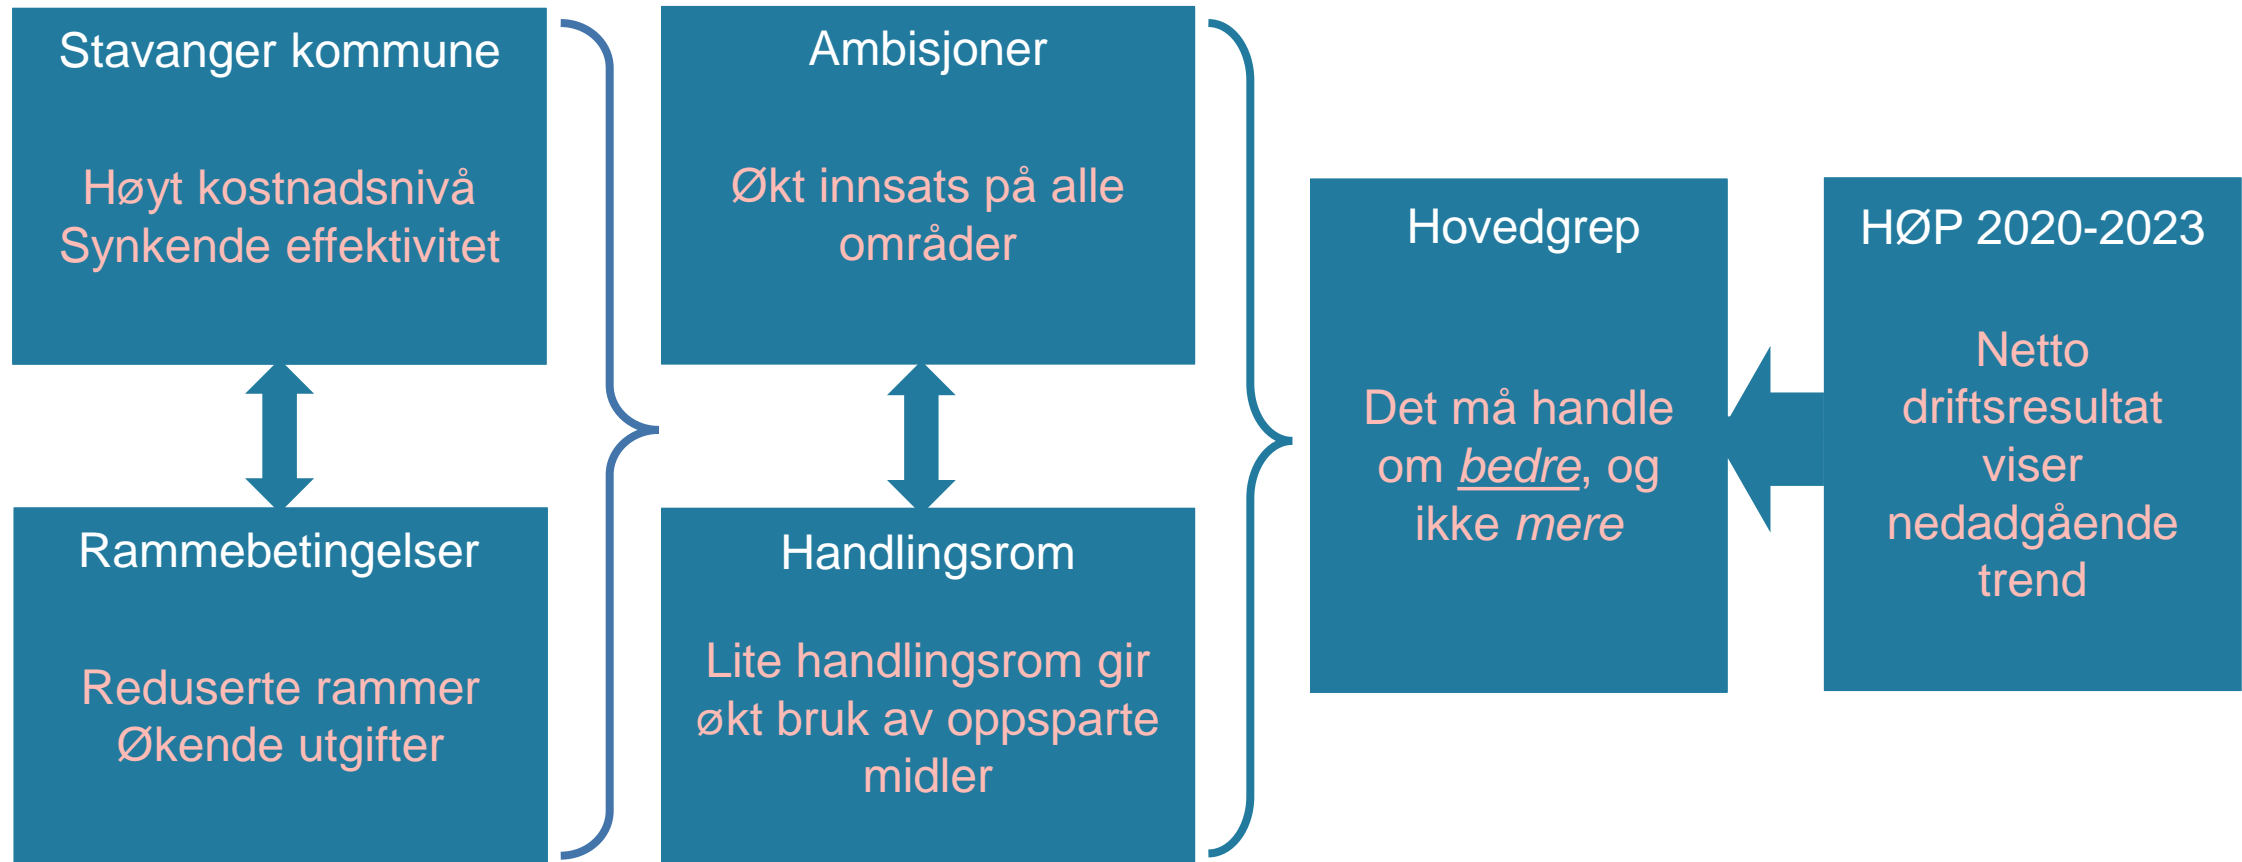 Stavanger kommune
Høyt kostnadsnivå
Synkende effektivitet
Rammebetingelser
Reduserte rammer
Økende utgifter
Ambisjoner
Økt innsats på alle
områder
Handlingsrom
Lite handlingsrom gir
økt bruk av oppsparte
midler
Hovedgrep
Det må handle
om bedre, og
ikke mere
HØP 2020-2023
Netto
driftsresultat
viser
nedadgående
trend